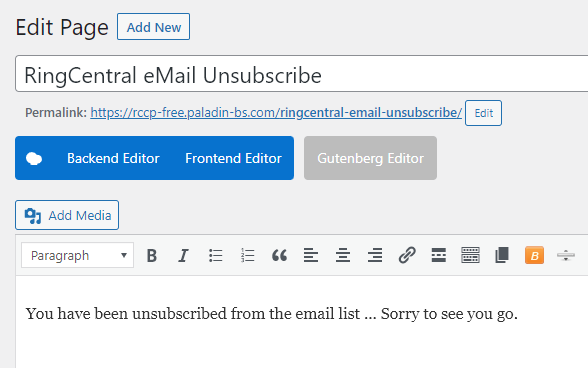 Edit Page Add New
RingCentral eMail Unsubscribe
Permalink: https://rccp-free.paladin-bs.com/ringcentral-email-unsubscribe/ Edit
Backend Editor Frontend Editor Gutenberg Editor
Add Media
Paragraph B I B
You have been unsubscribed from the email list ... Sorry to see you go.